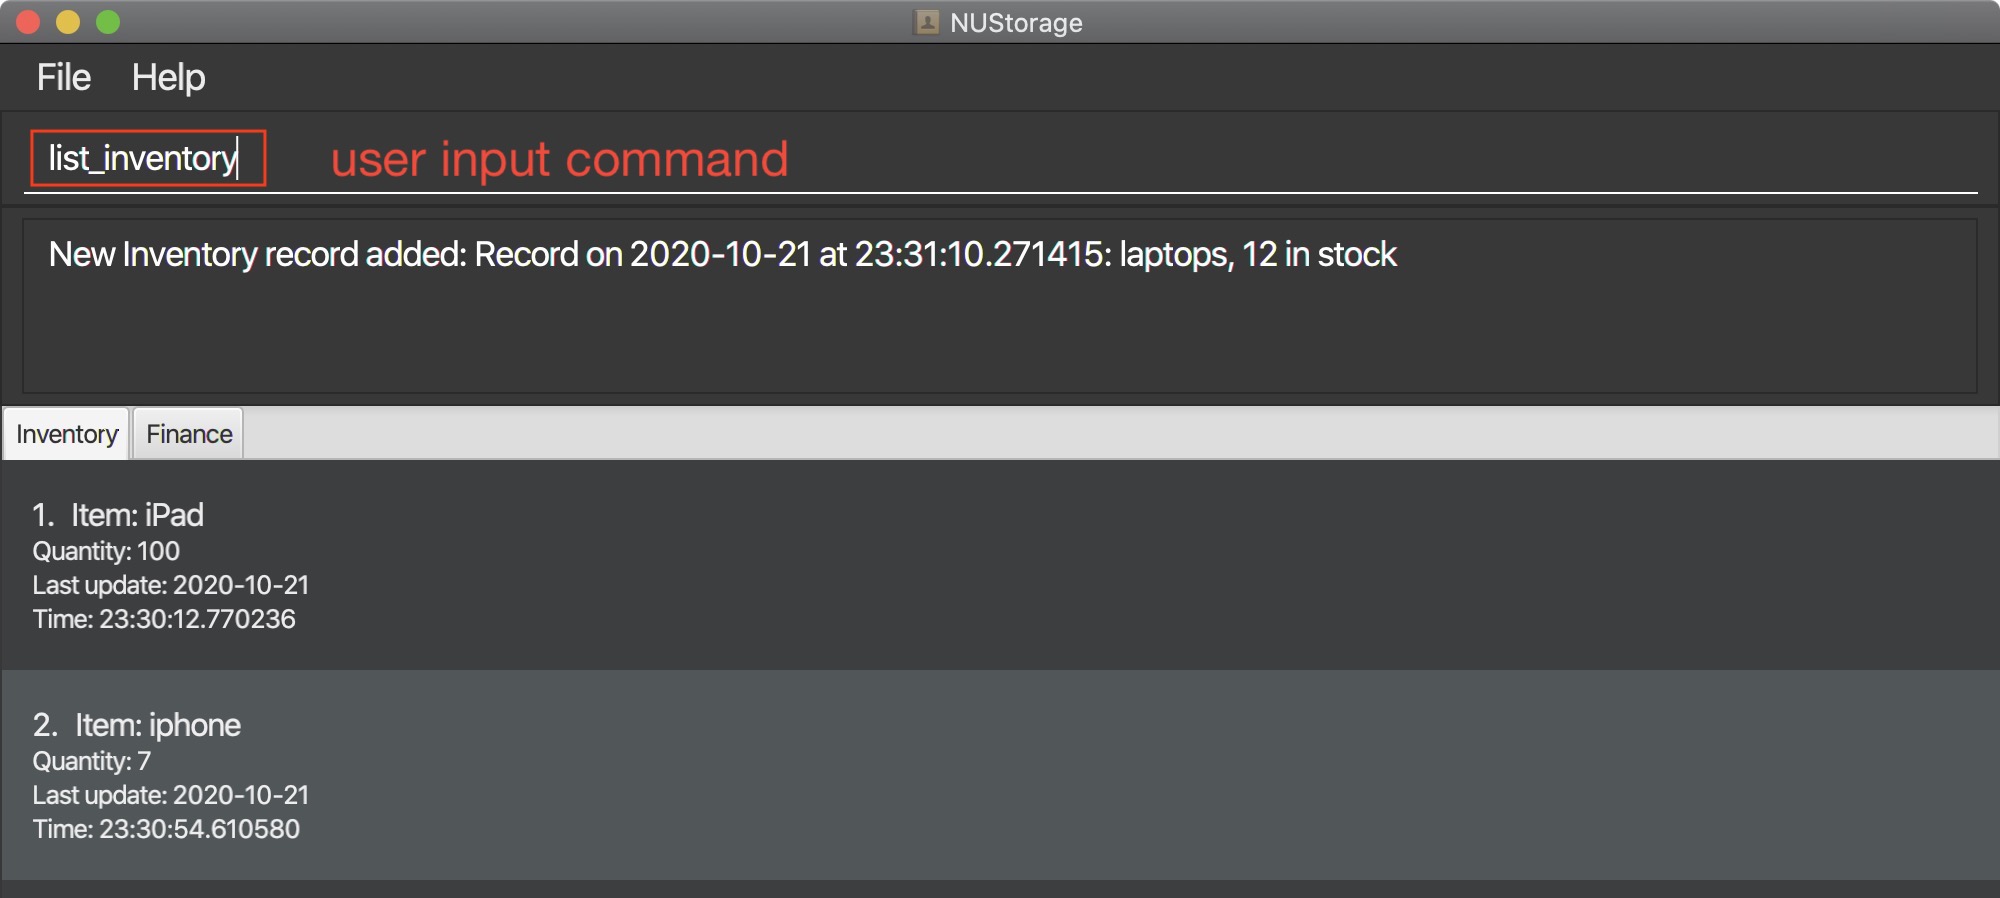 NUStorage
File Help
list_inventory user input command
New Inventory record added: Record on 2020-10-21 at 23:31:10.271415: laptops, 12 in stock
Inventory Finance
1. Item: iPad
Quantity: 100
Last update: 2020-10-21
Time: 23:30:12.770236
2. Item: iphone
Quantity: 7
Last update: 2020-10-21
Time: 23:30:54.610580